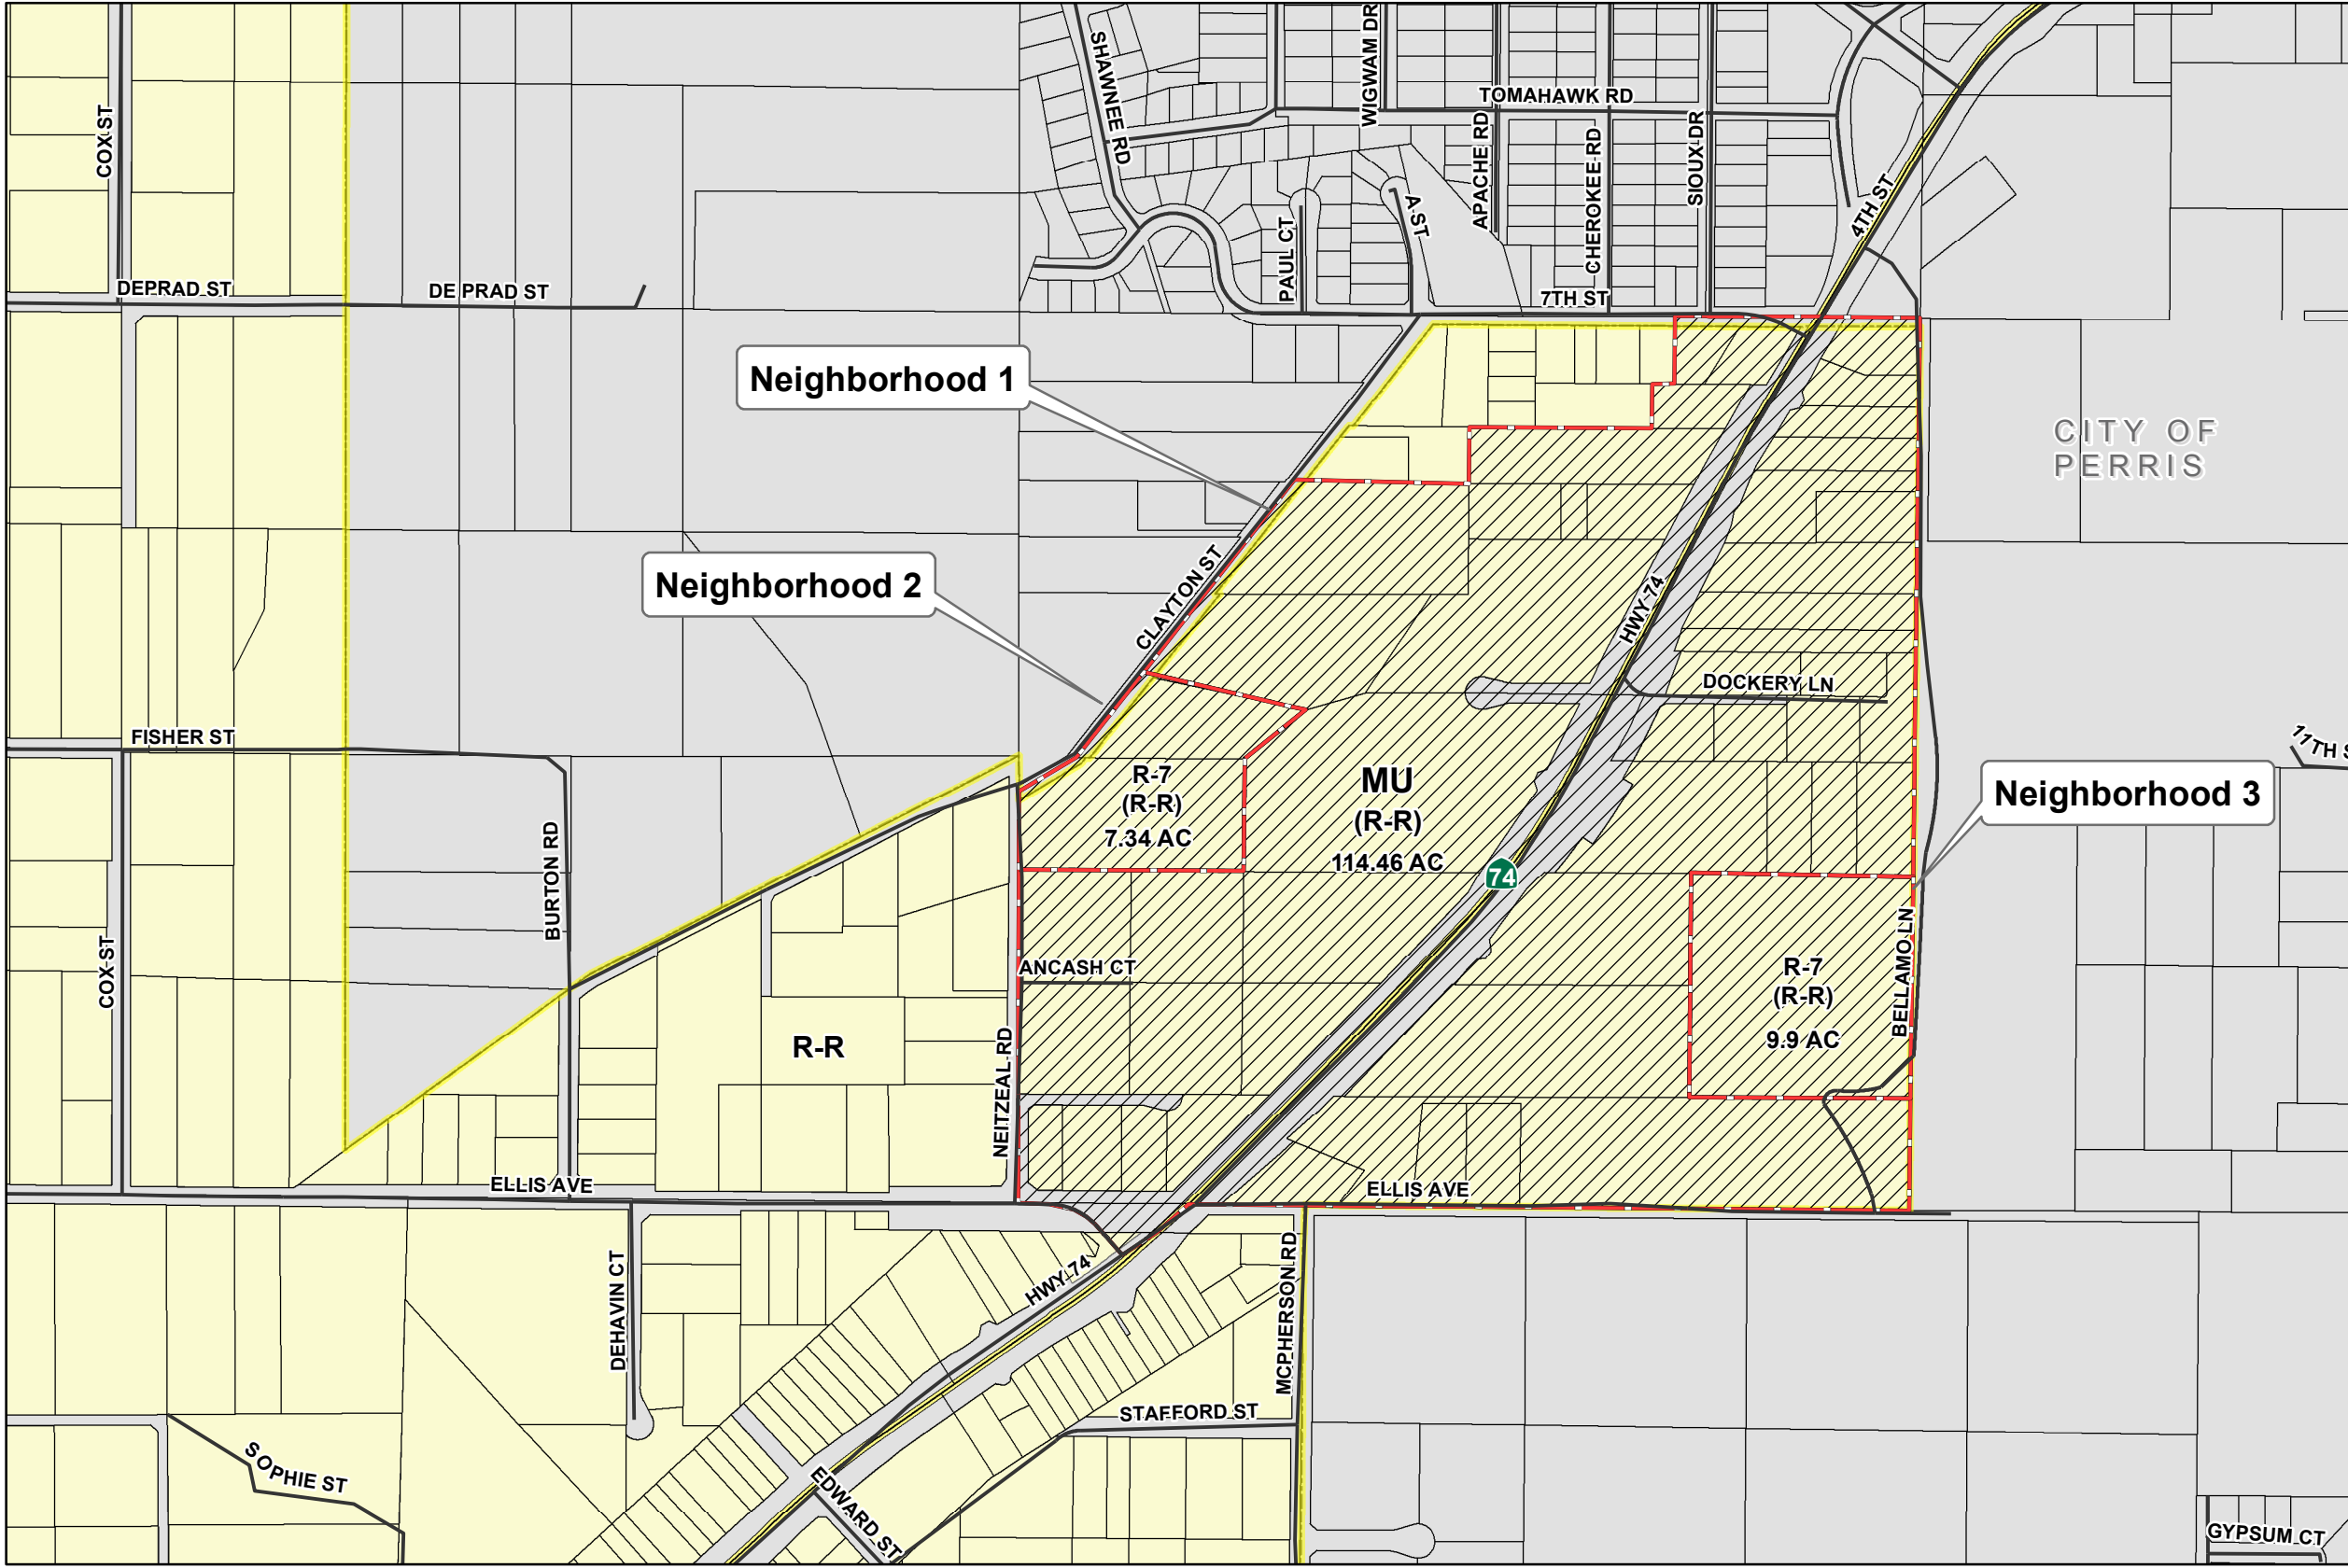 SHAWNEE RD
WIGWAM DR
TOMAHAWK RD
COX ST
APACHE RD
CHEROKEE RD
SIOUX DR
4TH ST
A ST
PAUL CT
DEPRAD ST
DE PRAD ST
7TH ST
Neighborhood 1
CITY OF
PERRIS
Neighborhood 2
CLAYTON ST
HWY 74
DOCKERY LN
FISHER ST
11TH S
R-7
(R-R)
7.34 AC
MU
(R-R)
114.46 AC
Neighborhood 3
74
BURTON RD
COX ST
ANCASH CT
R-7
(R-R)
9.9 AC
BELLAMO LN
R-R
NEITZEAL RD
ELLIS AVE
ELLIS AVE
DEHAVIN CT
HWY 74
MCPHERSON RD
STAFFORD ST
SOPHIE ST
EDWARD ST
GYPSUM CT